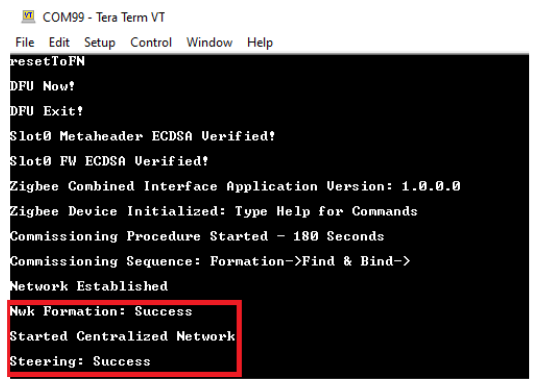 COM99 - Tera Term VT
File Edit Setup Control Window Help
resetToFN
DFU Now!
DFU Exit!
Slot0 Metaheader ECDSA Verified!
Slot0 FW ECDSA Verified!
Zigbee Combined Interface Application Version: 1.0.0.0
Zigbee Device Initialized: Type Help for Commands
Commissioning Procedure Started - 180 Seconds
Commissioning Sequence: Formation->Find & Bind->
Network Established
Nwk Formation: Success
Started Centralized Network
Steering: Success